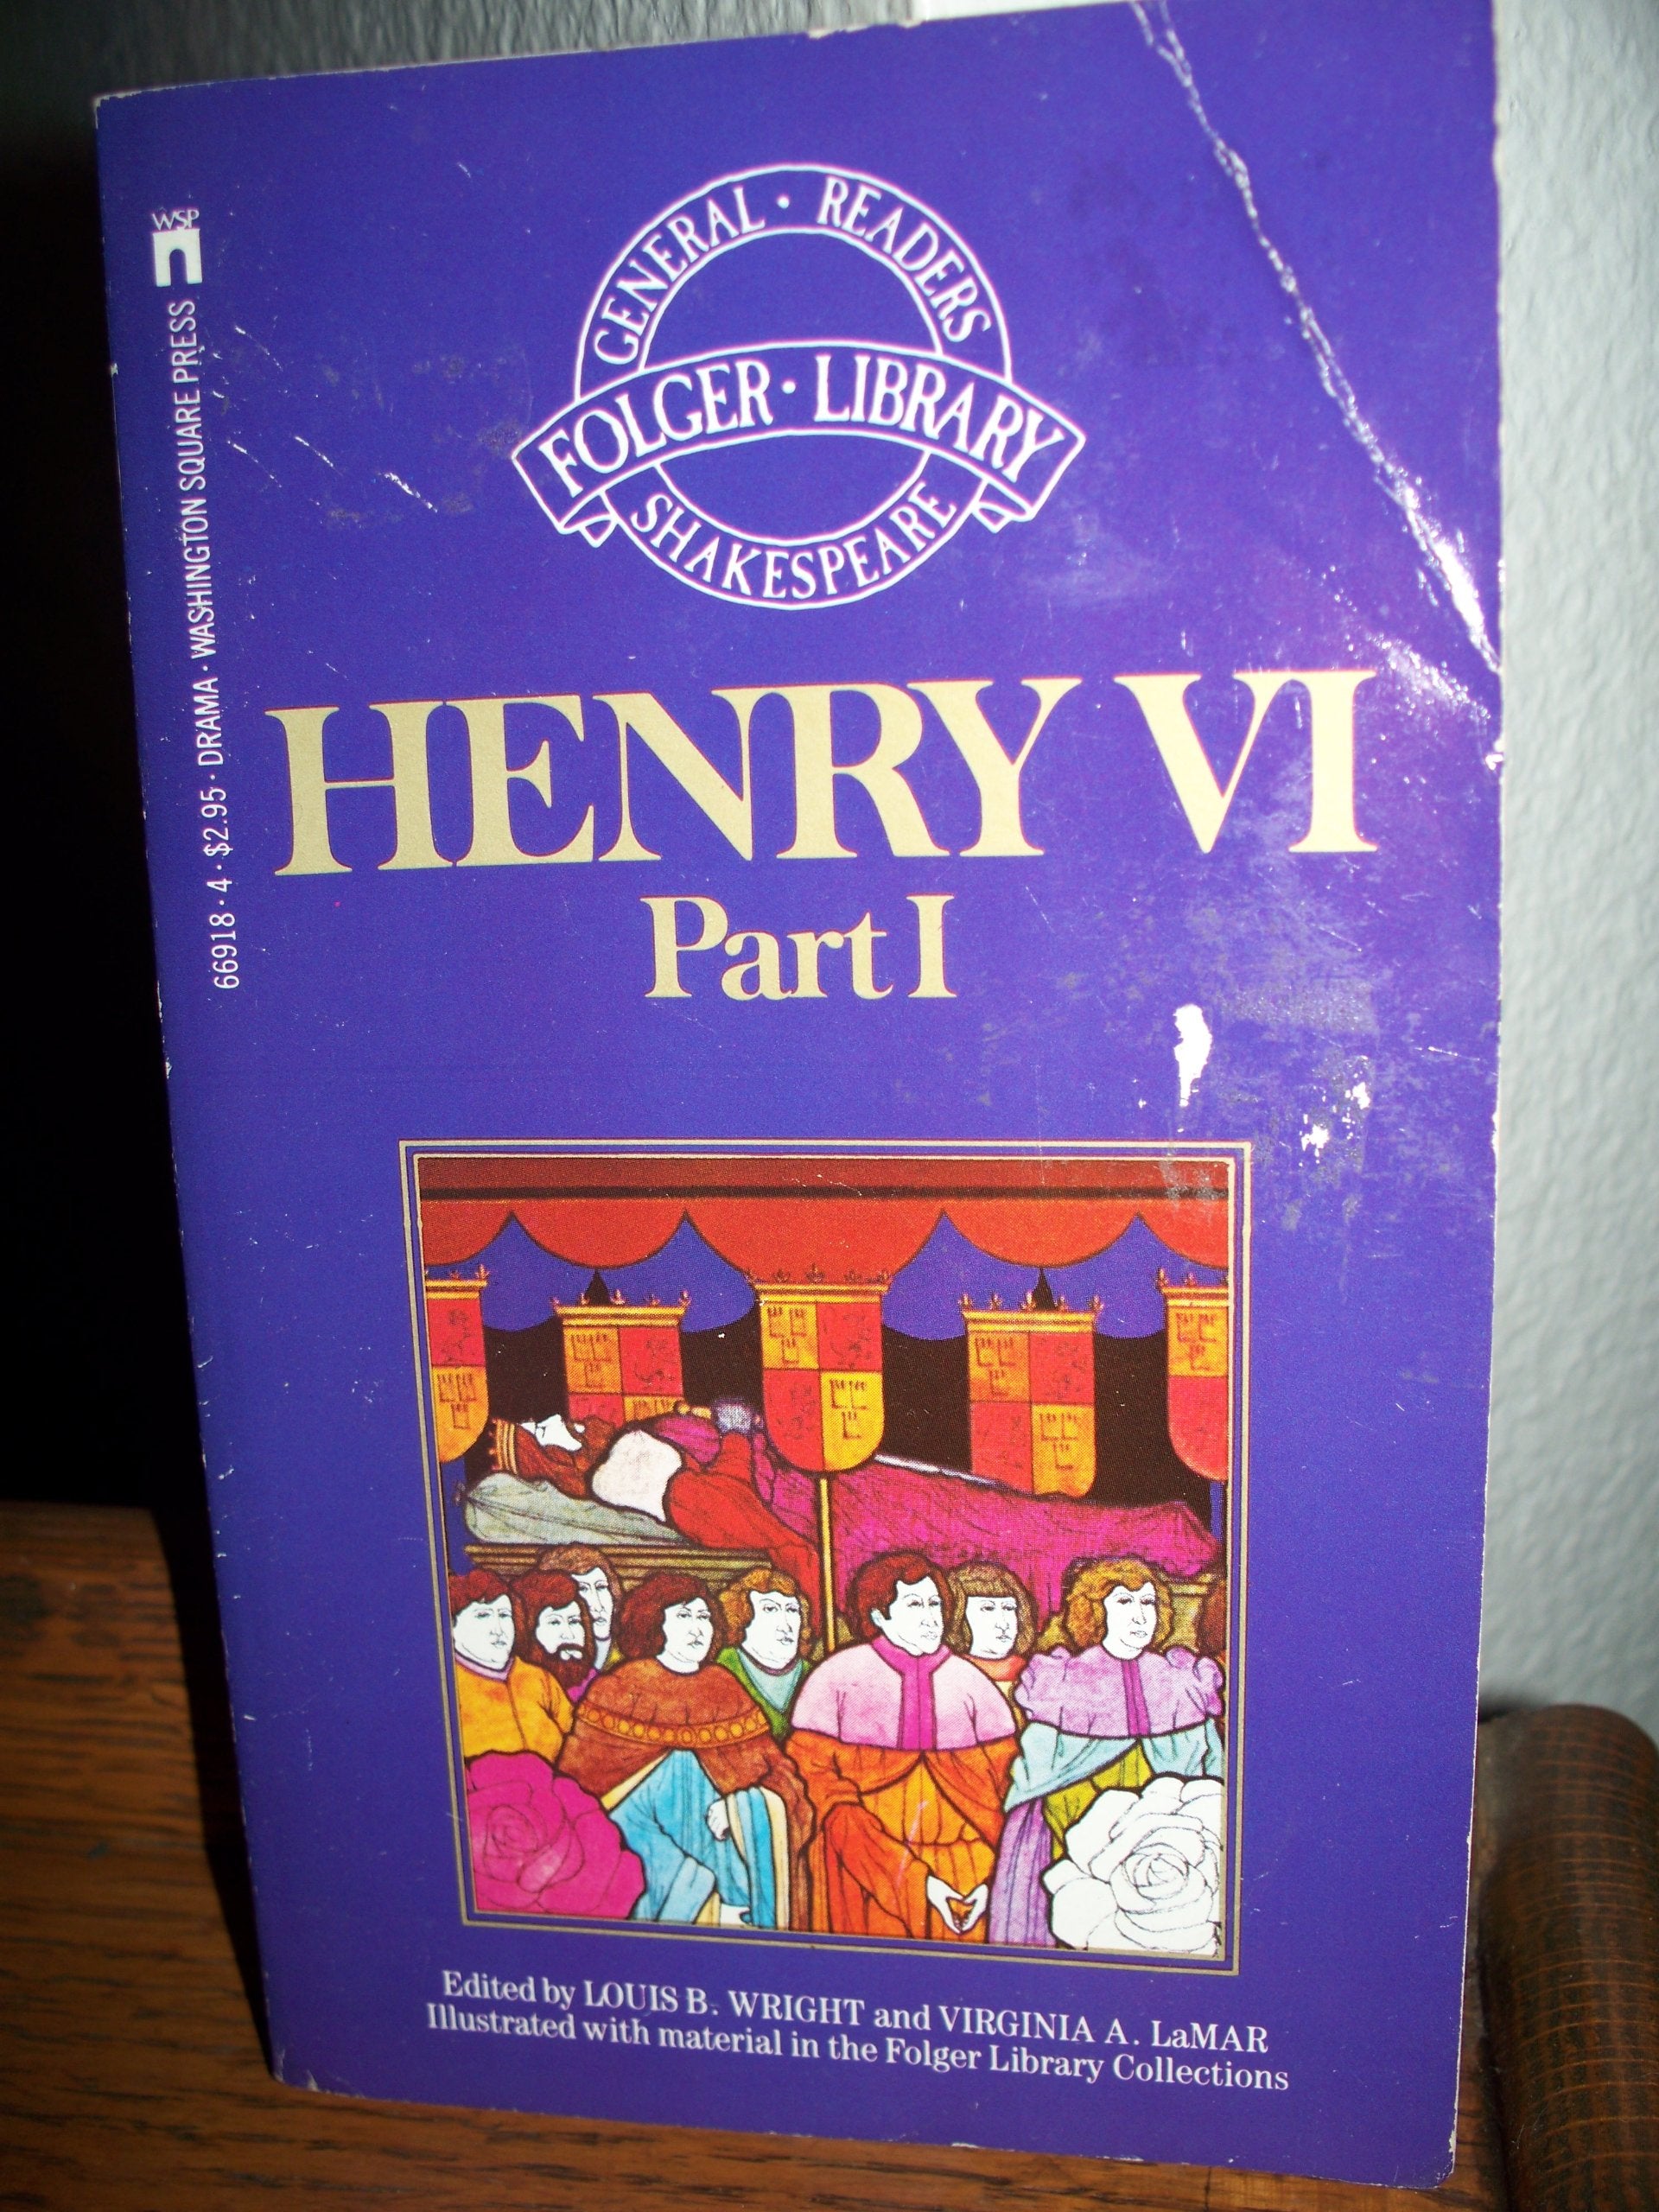 WSP
66918·4·$2.95·DRAMA·WASHINGTON SQUARE PRESS
GENERAL · READERS
FOLGER · LIBRARY
SHAKESPEARE
HENRY VI
Part I
Edited by LOUIS B. WRIGHT and VIRGINIA A. LaMAR
Illustrated with material in the Folger Library Collections